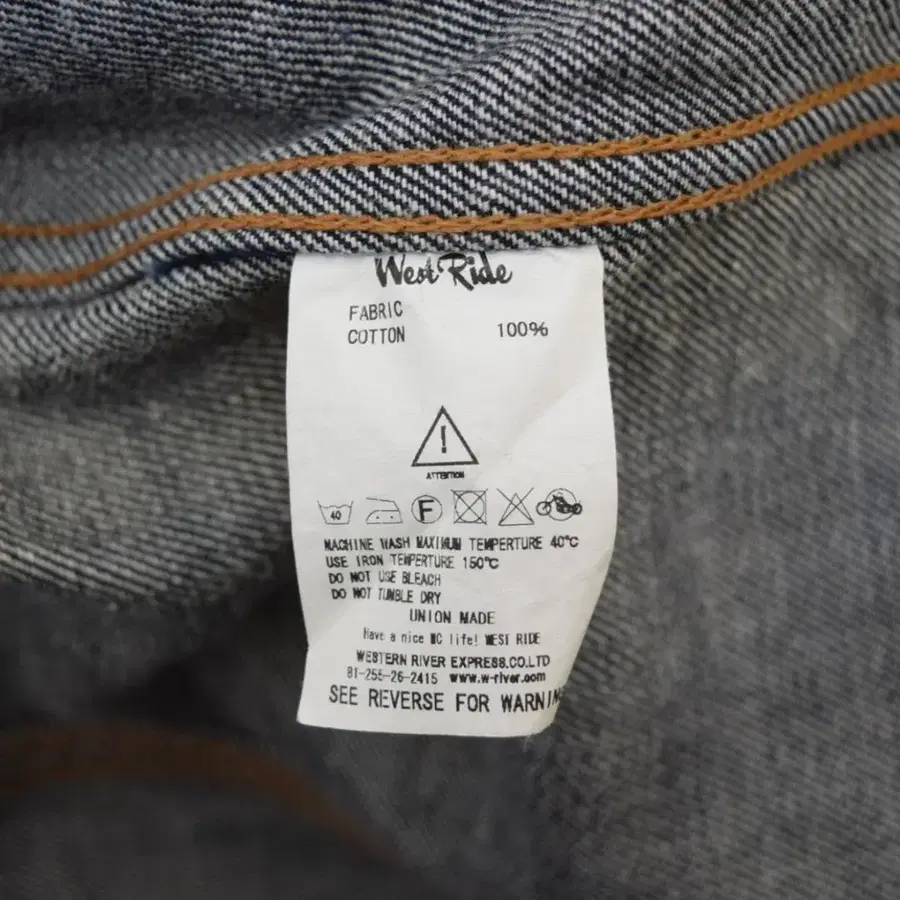 West Ride
FABRIC
COTTON 100%
!
ATTENTION
40 F
MACHINE WASH MAXIMUM TEMPERTURE 40°C
USE IRON TEMPERTURE 150°C
DO NOT USE BLEACH
DO NOT TUMBLE DRY
UNION MADE
Have a nice MC life! WEST RIDE
WESTERN RIVER EXPRESS.CO.LTD
81-255-26-2415 www.w-river.com
SEE REVERSE FOR WARNIN